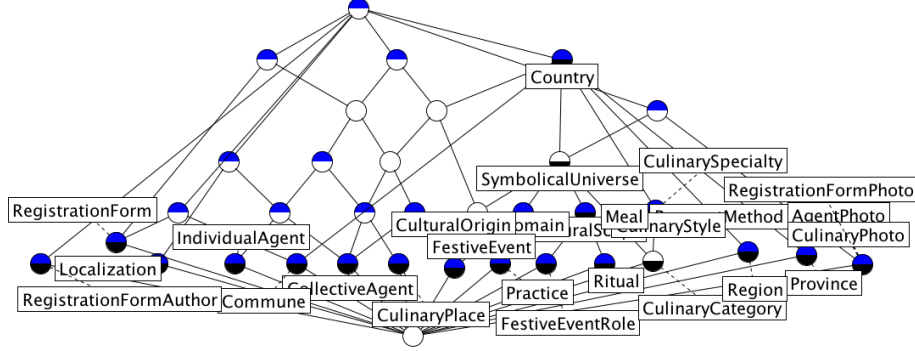 Country
CulinarySpecialty
SymbolicalUniverse
RegistrationFormPhoto
RegistrationForm
Meal
Method
AgentPhoto
CulturalOrigin
omain
CulinaryStyle
IndividualAgent
CulinaryPhoto
FestiveEvent
Localization
Ritual
CollectiveAgent
Province
RegistrationFormAuthor
Commune
Practice
Region
CulinaryPlace
CulinaryCategory
FestiveEventRole